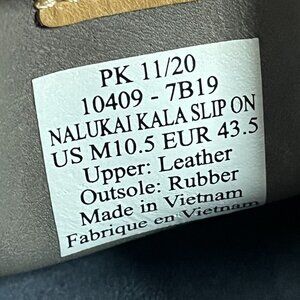 PK 11/20
10409 - 7B19
NALUKAI KALA SLIP ON
US M10.5 EUR 43.5
Upper: Leather
Outsole: Rubber
Made in Vietnam
Fabrique en Vietnam